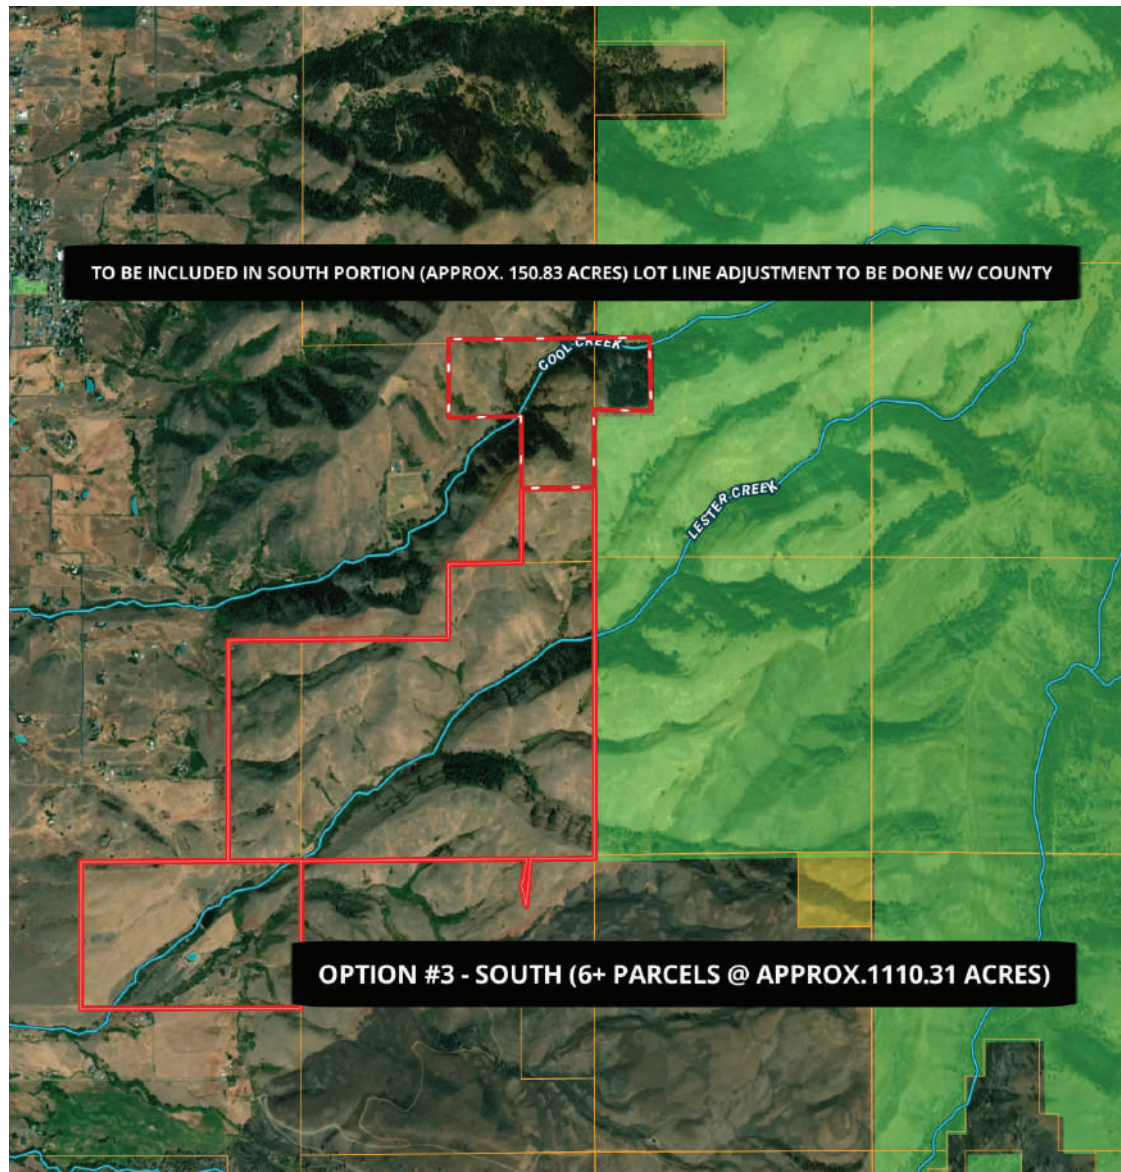 TO BE INCLUDED IN SOUTH PORTION (APPROX. 150.83 ACRES) LOT LINE ADJUSTMENT TO BE DONE W/ COUNTY
COOL CREEK
LESTER CREEK
OPTION #3 - SOUTH (6+ PARCELS @ APPROX.1110.31 ACRES)